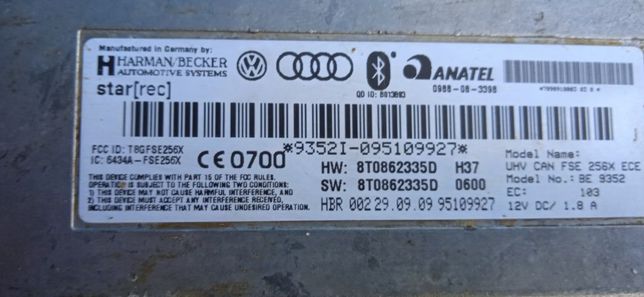 Manufactured in Germany by:
HARMAN/BECKER
AUTOMOTIVE SYSTEMS
ANATEL
QD ID: B013863
0988-08-3398
star[rec]
*9352I-095109927*
FCC ID: T8GFSE256X
IC: 6434A-FSE256X
CE 0700
HW: 8T0862335D H37
SW: 8T0862335D 0600
HBR 002 29.09.09 95109927
THIS DEVICE COMPLIES WITH PART 15 OF THE FCC RULES.
OPERATION IS SUBJECT TO THE FOLLOWING TWO CONDITIONS:
1) THIS DEVICE MAY NOT CAUSE HARMFUL INTERFERENCE, AND
2) THIS DEVICE MUST ACCEPT ANY INTERFERENCE RECEIVED,
INCLUDING INTERFERENCE THAT MAY CAUSE UNDESIRED OPERATION.
Model Name:
UHV CAN FSE 256X ECE
Model No.: BE 9352
EC: 103
12V DC/ 1.8 A